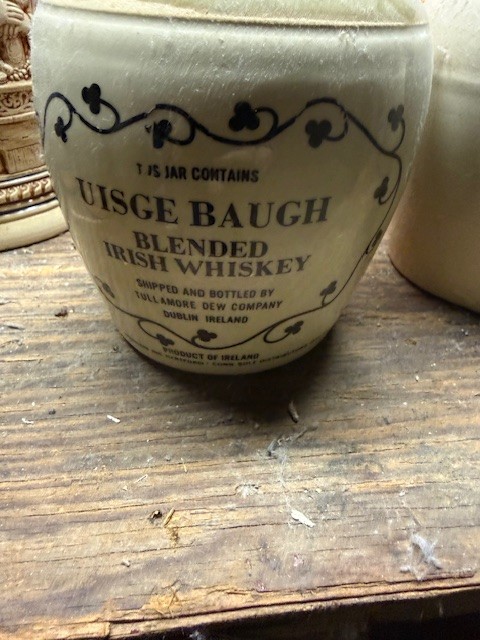 T IS JAR CONTAINS
UISGE BAUGH
BLENDED
IRISH WHISKEY
SHIPPED AND BOTTLED BY
TULLAMORE DEW COMPANY
DUBLIN IRELAND
PRODUCT OF IRELAND